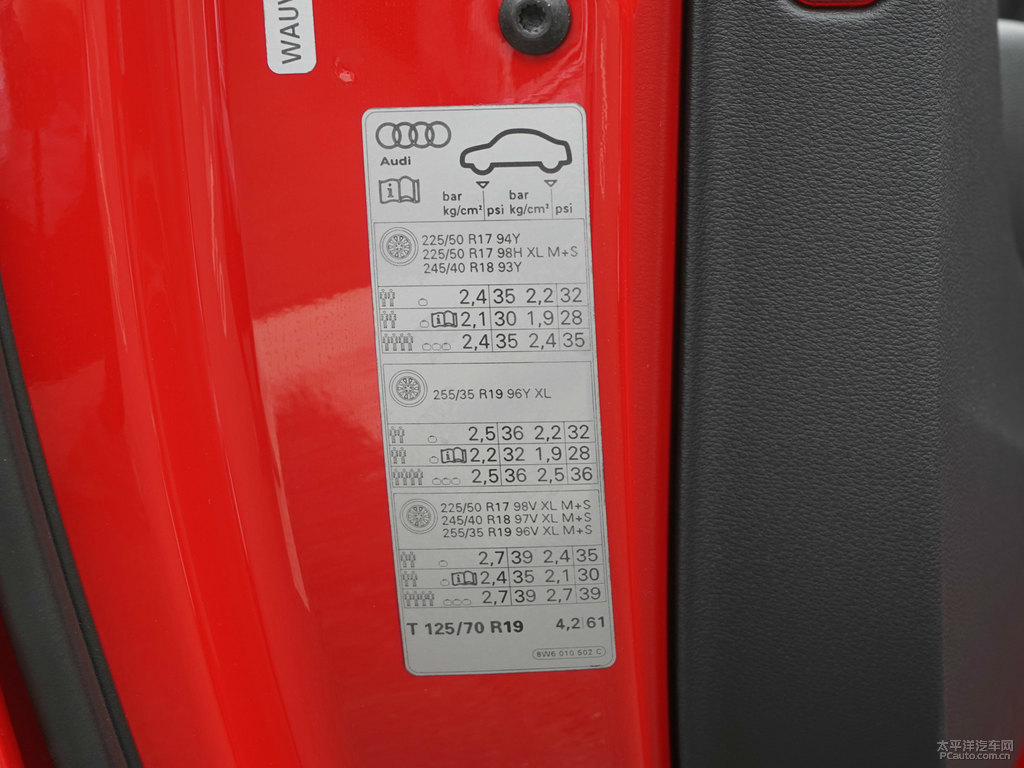 WAUV
Audi
i
bar bar
kg/cm² psi kg/cm² psi
225/50 R17 94Y
225/50 R17 98H XL M+S
245/40 R18 93Y
2,4 35 2,2 32
i 2,1 30 1,9 28
2,4 35 2,4 35
255/35 R19 96Y XL
2,5 36 2,2 32
i 2,2 32 1,9 28
2,5 36 2,5 36
225/50 R17 98V XL M+S
245/40 R18 97V XL M+S
255/35 R19 96V XL M+S
2,7 39 2,4 35
i 2,4 35 2,1 30
2,7 39 2,7 39
T 125/70 R19 4,2 61
8W6 010 502 C
太平洋汽车网
PCauto.com.cn